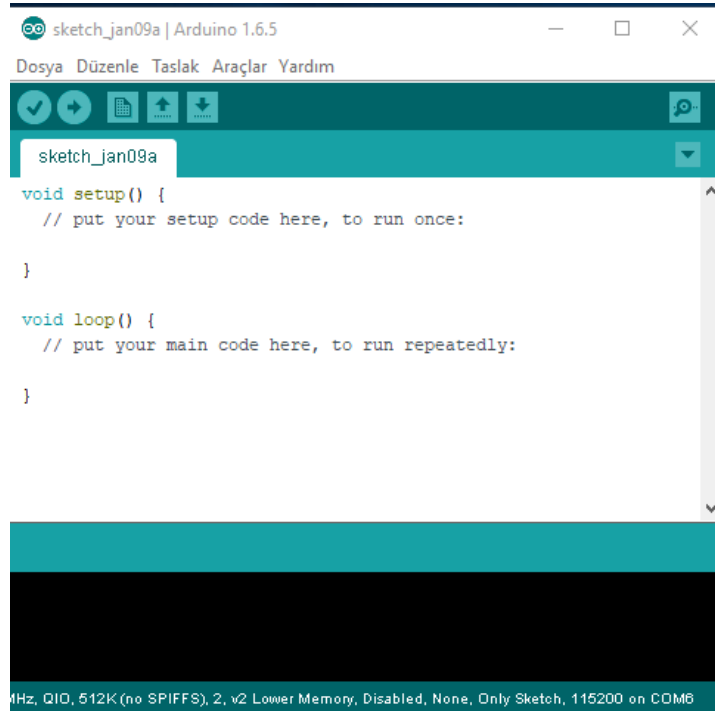 sketch_jan09a | Arduino 1.6.5
Dosya Düzenle Taslak Araçlar Yardım
sketch_jan09a
void setup() {
  // put your setup code here, to run once:
}
void loop() {
  // put your main code here, to run repeatedly:
}
MHz, QIO, 512K (no SPIFFS), 2, v2 Lower Memory, Disabled, None, Only Sketch, 115200 on COM6